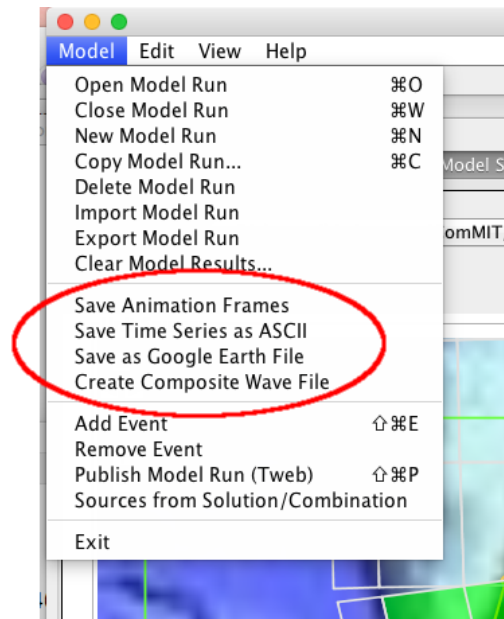 Model Edit View Help
Open Model Run ⌘O
Close Model Run ⌘W
New Model Run ⌘N
Copy Model Run... ⌘C
Model S
Delete Model Run
Import Model Run
omMIT
Export Model Run
Clear Model Results...
Save Animation Frames
Save Time Series as ASCII
Save as Google Earth File
Create Composite Wave File
Add Event ⇧⌘E
Remove Event
Publish Model Run (Tweb) ⇧⌘P
Sources from Solution/Combination
Exit